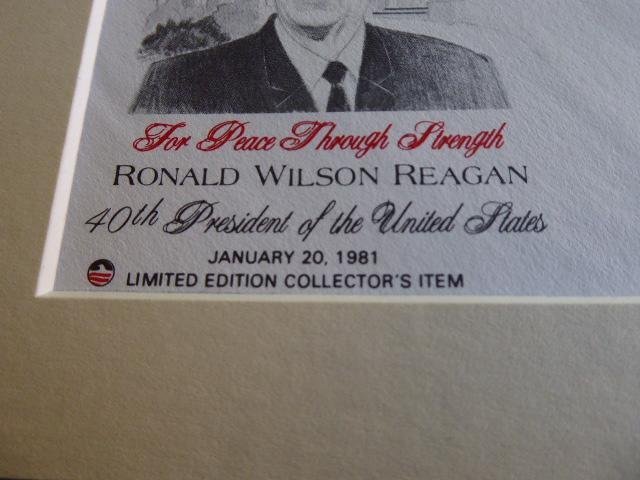 For Peace Through Strength
RONALD WILSON REAGAN
40th President of the United States
JANUARY 20, 1981
LIMITED EDITION COLLECTOR'S ITEM